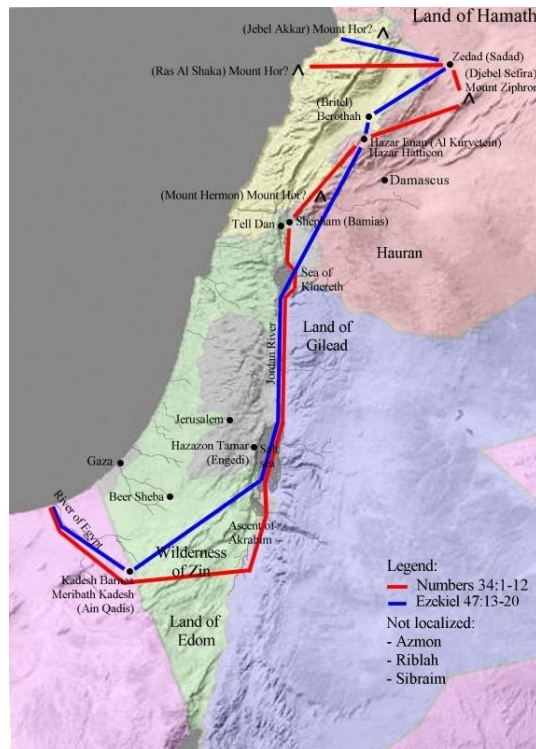 Land of Hamath
(Jebel Akkar) Mount Hor?
Zedad (Sadad)
(Ras Al Shaka) Mount Hor?
(Djebel Sefira)
Mount Ziphron
(Britel)
Berothah
Hazar Enan (Al Kuryetein)
Hazar Hatticon
Damascus
(Mount Hermon) Mount Hor?
Tell Dan
Shepham (Bamias)
Hauran
Sea of
Kinereth
Land of
Gilead
Jordan River
Jerusalem
Hazazon Tamar
(Engedi)
Salt
sea
Gaza
Beer Sheba
River of Egypt
Ascent of
Akrabim
Wilderness
of Zin
Kadesh Barnea
Meribath Kadesh
(Ain Qadis)
Land of
Edom
Legend:
Numbers 34:1-12
Ezekiel 47:13-20
Not localized:
- Azmon
- Riblah
- Sibraim